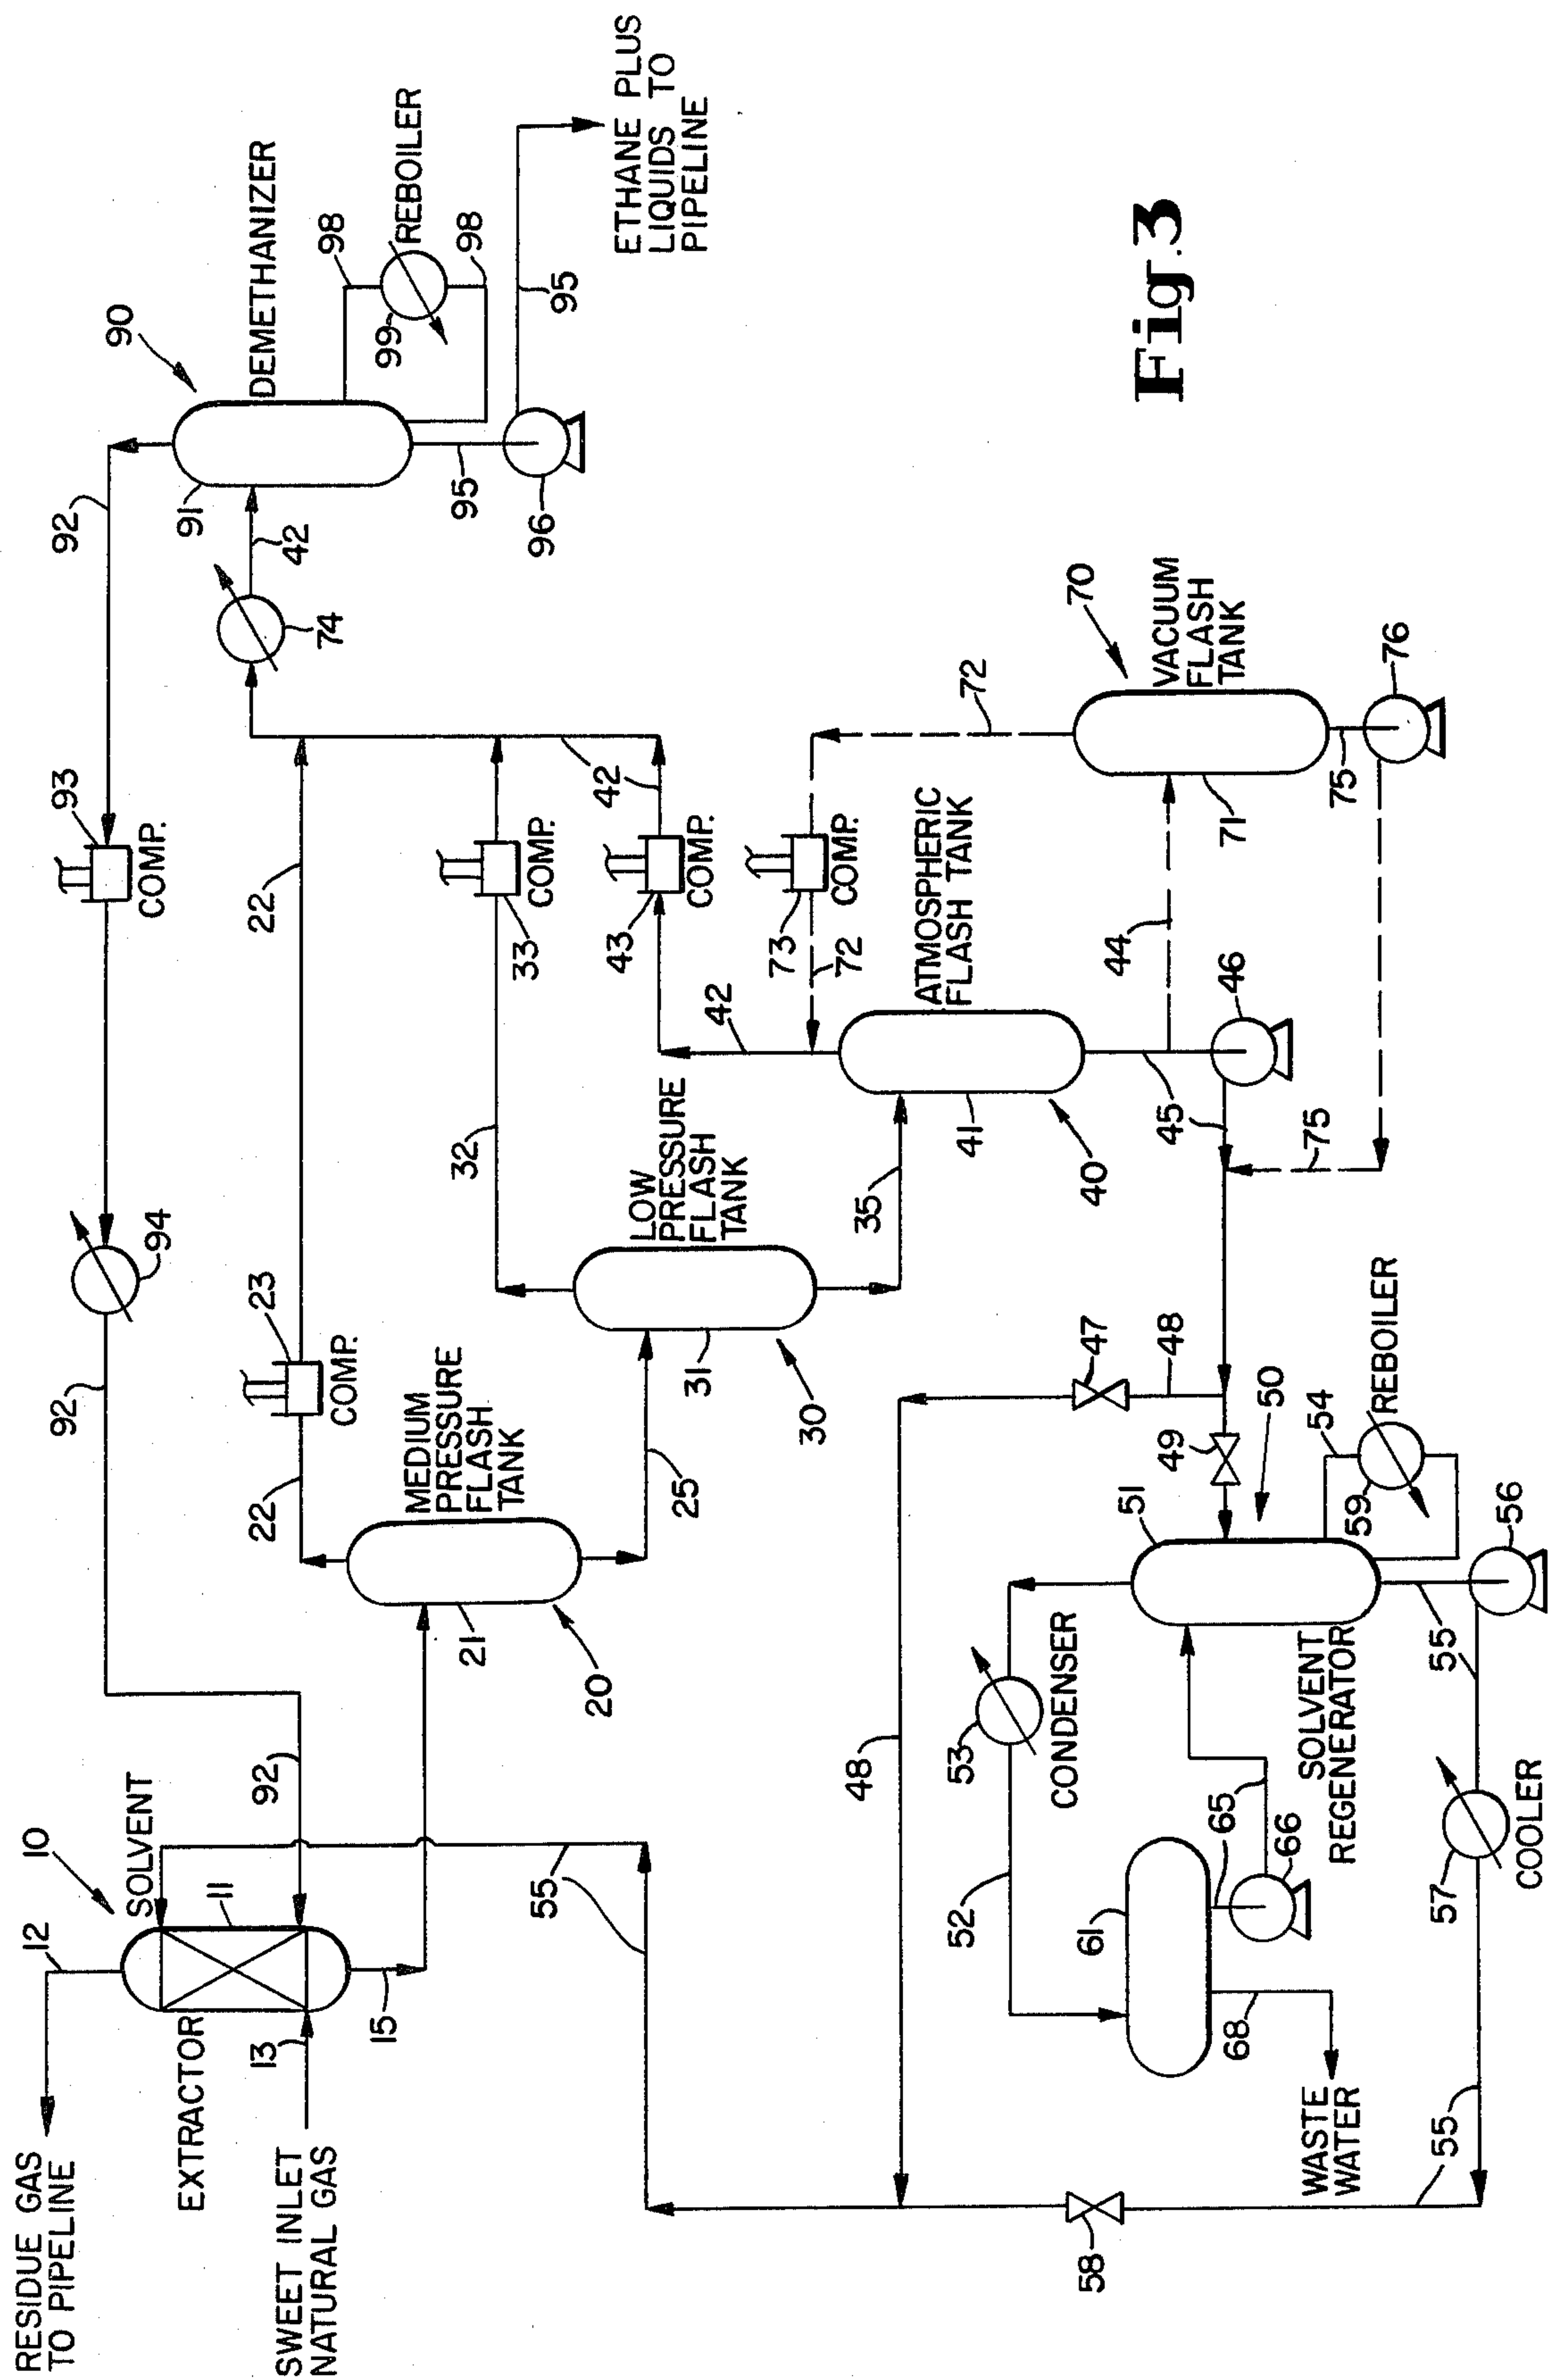 RESIDUE GAS
TO PIPELINE
12
10
SOLVENT
EXTRACTOR
11
13
15
SWEET INLET
NATURAL GAS
92
92
94
93
COMP.
92
90
DEMETHANIZER
91
42
74
98
REBOILER
99
98
95
95
96
ETHANE PLUS
LIQUIDS TO
PIPELINE
22
23
COMP.
22
MEDIUM
PRESSURE
FLASH
TANK
21
20
25
32
33
COMP.
LOW
PRESSURE
FLASH
TANK
31
30
35
42
43
COMP.
42
72
73
COMP.
72
ATMOSPHERIC
FLASH TANK
41
40
44
45
45
46
70
VACUUM
FLASH
TANK
71
75
76
75
55
48
47
48
49
50
51
54
REBOILER
59
52
53
CONDENSER
61
65
66
68
WASTE
WATER
SOLVENT
REGENERATOR
55
55
56
57
COOLER
55
58
Fig.3